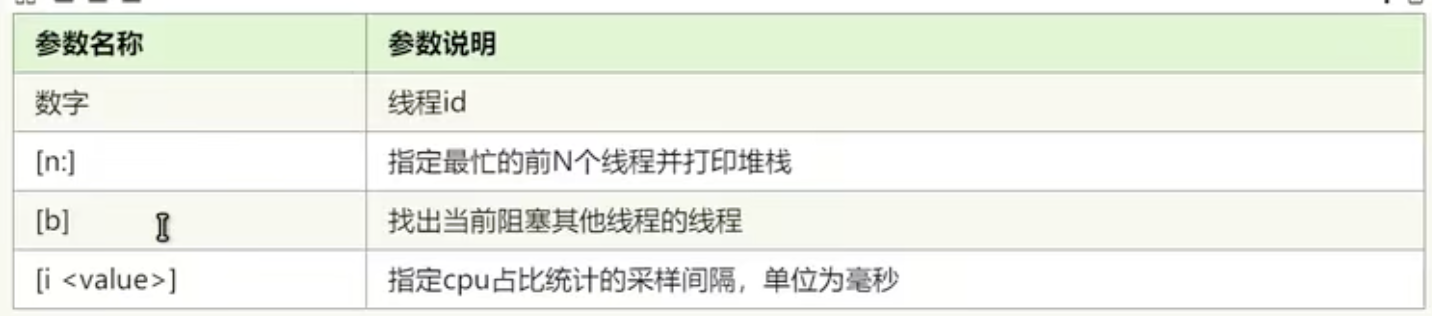 参数名称 参数说明
数字 线程id
[n:] 指定最忙的前N个线程并打印堆栈
[b] 找出当前阻塞其他线程的线程
[i <value>] 指定cpu占比统计的采样间隔，单位为毫秒